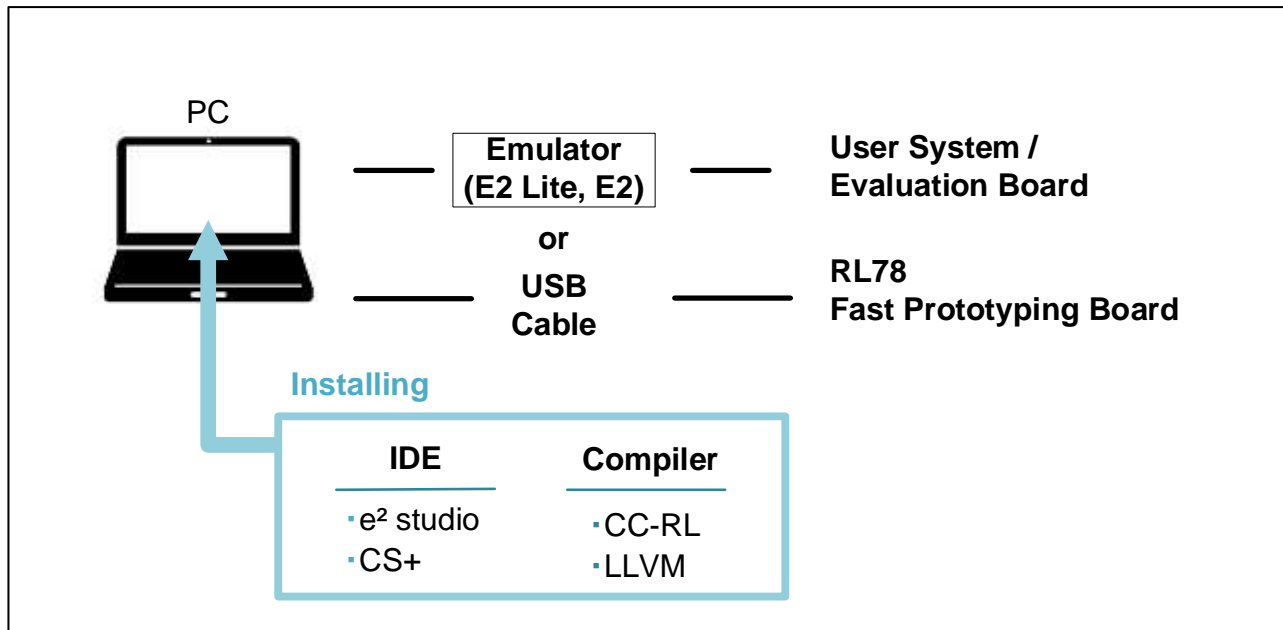 PC
Emulator
(E2 Lite, E2)
User System /
Evaluation Board
or
USB
Cable
RL78
Fast Prototyping Board
Installing
IDE
・e² studio
・CS+
Compiler
・CC-RL
・LLVM